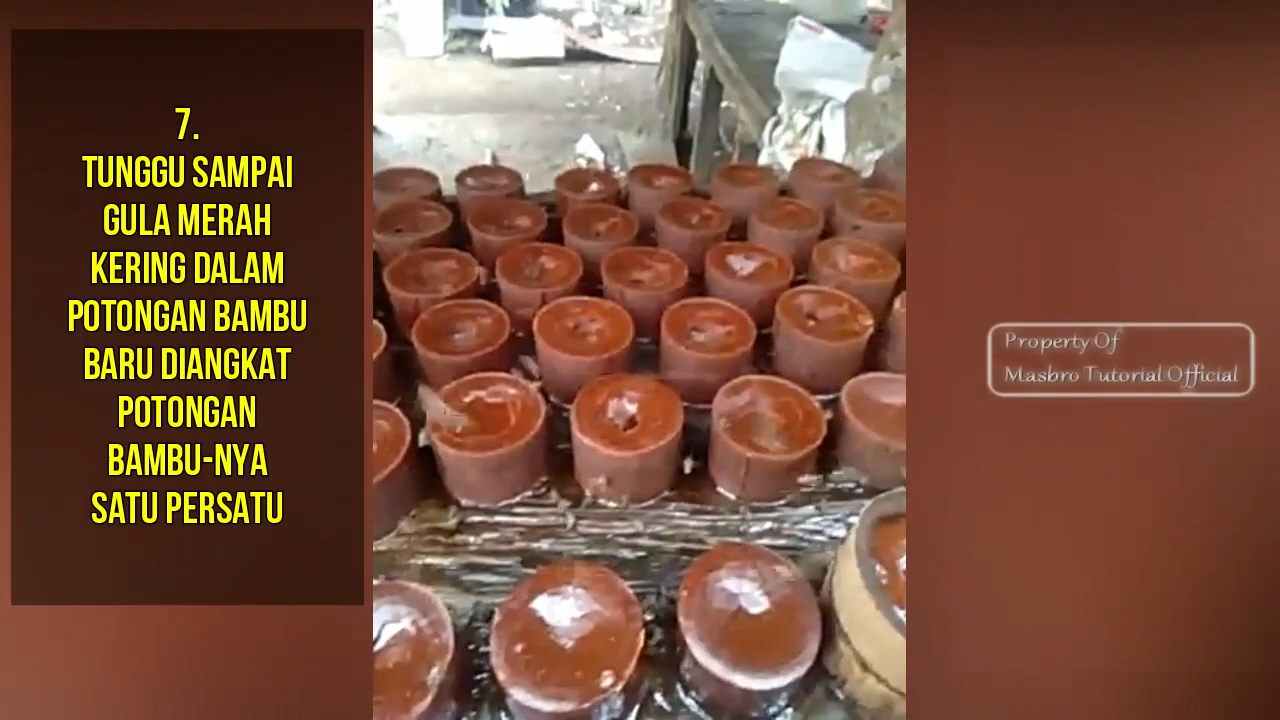 7.
TUNGGU SAMPAI
GULA MERAH
KERING DALAM
POTONGAN BAMBU
BARU DIANGKAT
POTONGAN
BAMBU-NYA
SATU PERSATU
Property Of
Masbro Tutorial Official